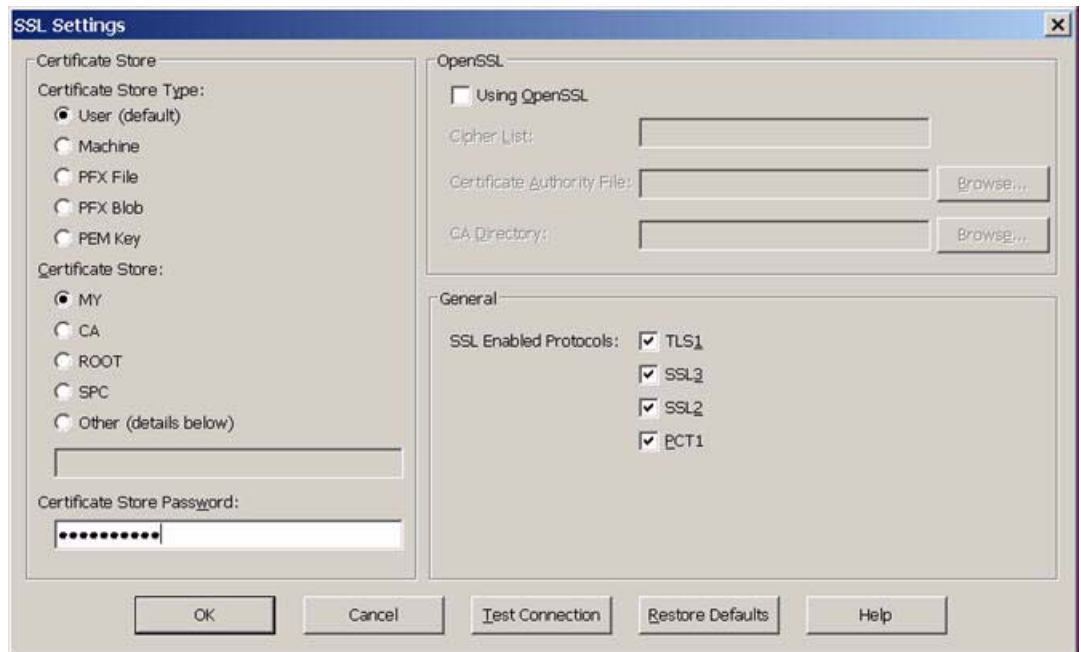 SSL Settings
Certificate Store
Certificate Store Type:
User (default)
Machine
PFX File
PFX Blob
PEM Key
Certificate Store:
MY
CA
ROOT
SPC
Other (details below)
Certificate Store Password:
••••••••••
OpenSSL
Using OpenSSL
Cipher List:
Certificate Authority File: Browse...
CA Directory: Browse...
General
SSL Enabled Protocols: TLS1
SSL3
SSL2
PCT1
OK Cancel Test Connection Restore Defaults Help